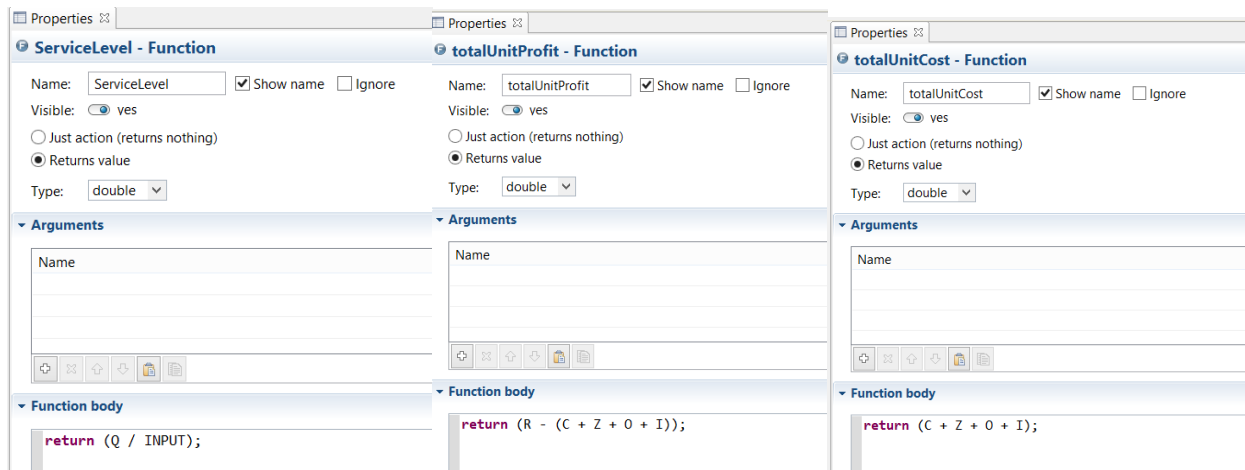 Properties
ServiceLevel - Function
Name: ServiceLevel Show name Ignore
Visible: yes
Just action (returns nothing)
Returns value
Type: double
Arguments
Name
Function body
return (Q / INPUT);
Properties
totalUnitProfit - Function
Name: totalUnitProfit Show name Ignore
Visible: yes
Just action (returns nothing)
Returns value
Type: double
Arguments
Name
Function body
return (R - (C + Z + O + I));
Properties
totalUnitCost - Function
Name: totalUnitCost Show name Ignore
Visible: yes
Just action (returns nothing)
Returns value
Type: double
Arguments
Name
Function body
return (C + Z + O + I);